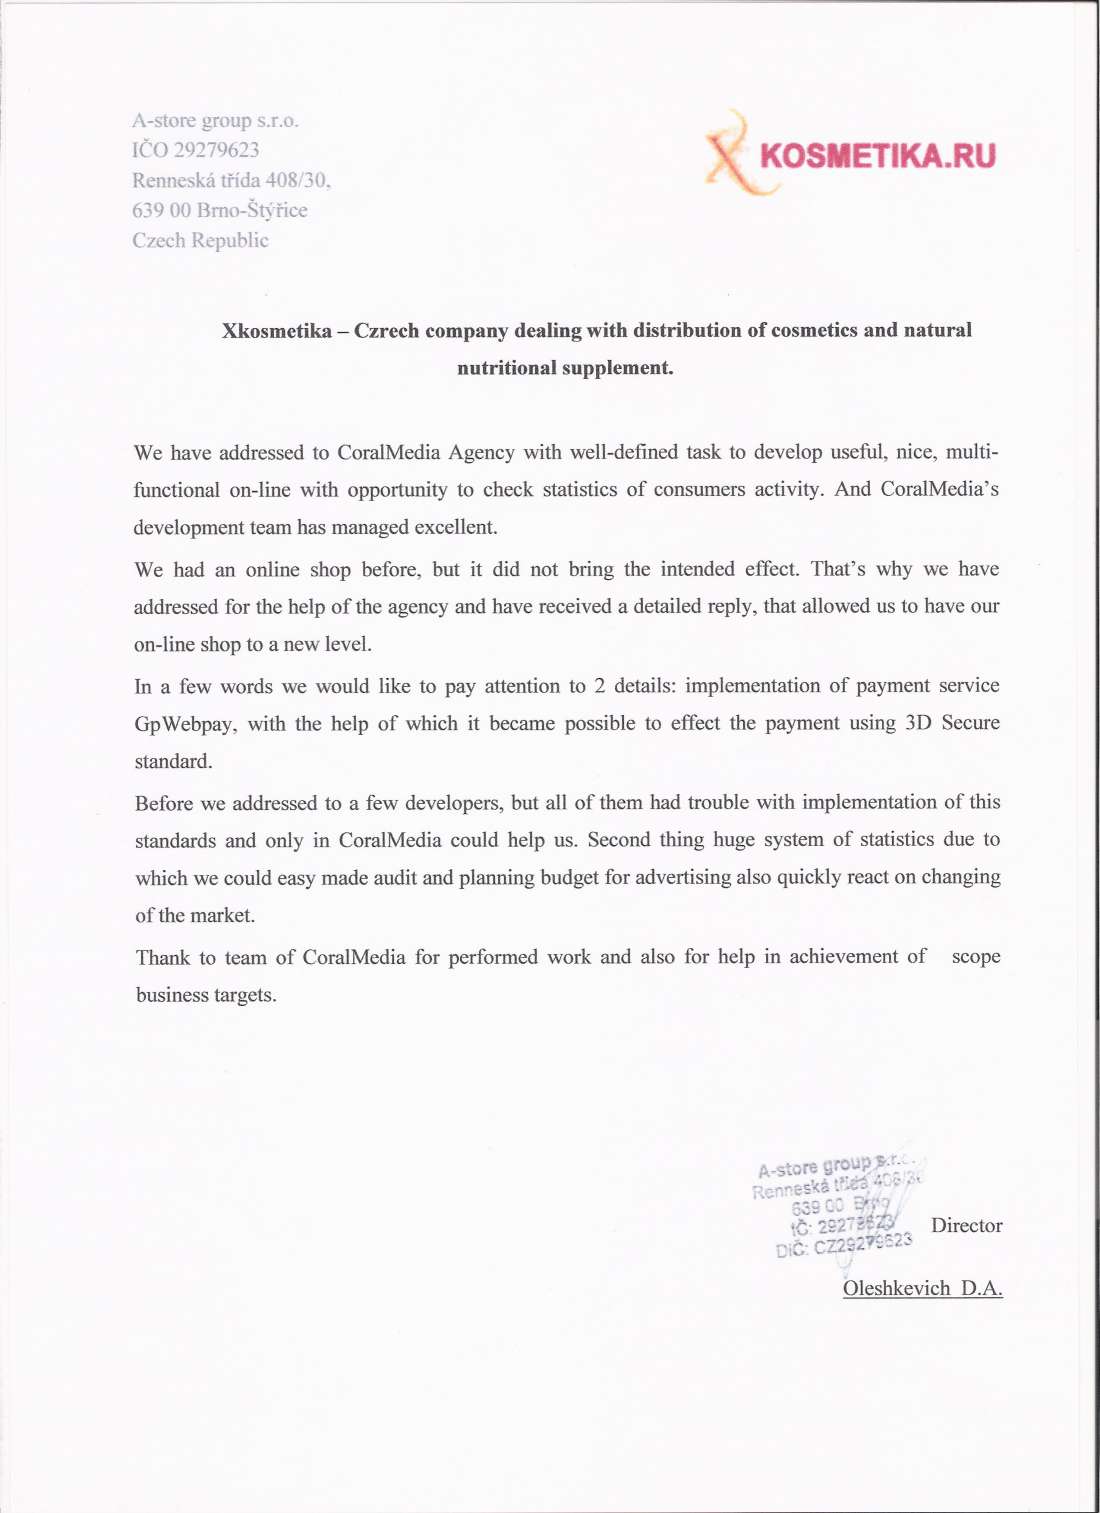 A-store group s.r.o.
IČO 29279623
Renneská třída 408/30,
639 00 Brno-Štýřice
Czech Republic
X KOSMETIKA.RU
Xkosmetika – Czrech company dealing with distribution of cosmetics and natural
nutritional supplement.
We have addressed to CoralMedia Agency with well-defined task to develop useful, nice, multi-
functional on-line with opportunity to check statistics of consumers activity. And CoralMedia’s
development team has managed excellent.
We had an online shop before, but it did not bring the intended effect. That’s why we have
addressed for the help of the agency and have received a detailed reply, that allowed us to have our
on-line shop to a new level.
In a few words we would like to pay attention to 2 details: implementation of payment service
GpWebpay, with the help of which it became possible to effect the payment using 3D Secure
standard.
Before we addressed to a few developers, but all of them had trouble with implementation of this
standards and only in CoralMedia could help us. Second thing huge system of statistics due to
which we could easy made audit and planning budget for advertising also quickly react on changing
of the market.
Thank to team of CoralMedia for performed work and also for help in achievement of scope
business targets.
A-store group s.r.o.
Renneská třída 408/30
639 00 Brno
IČ: 29279623
DIČ: CZ29279623
Director
Oleshkevich D.A.